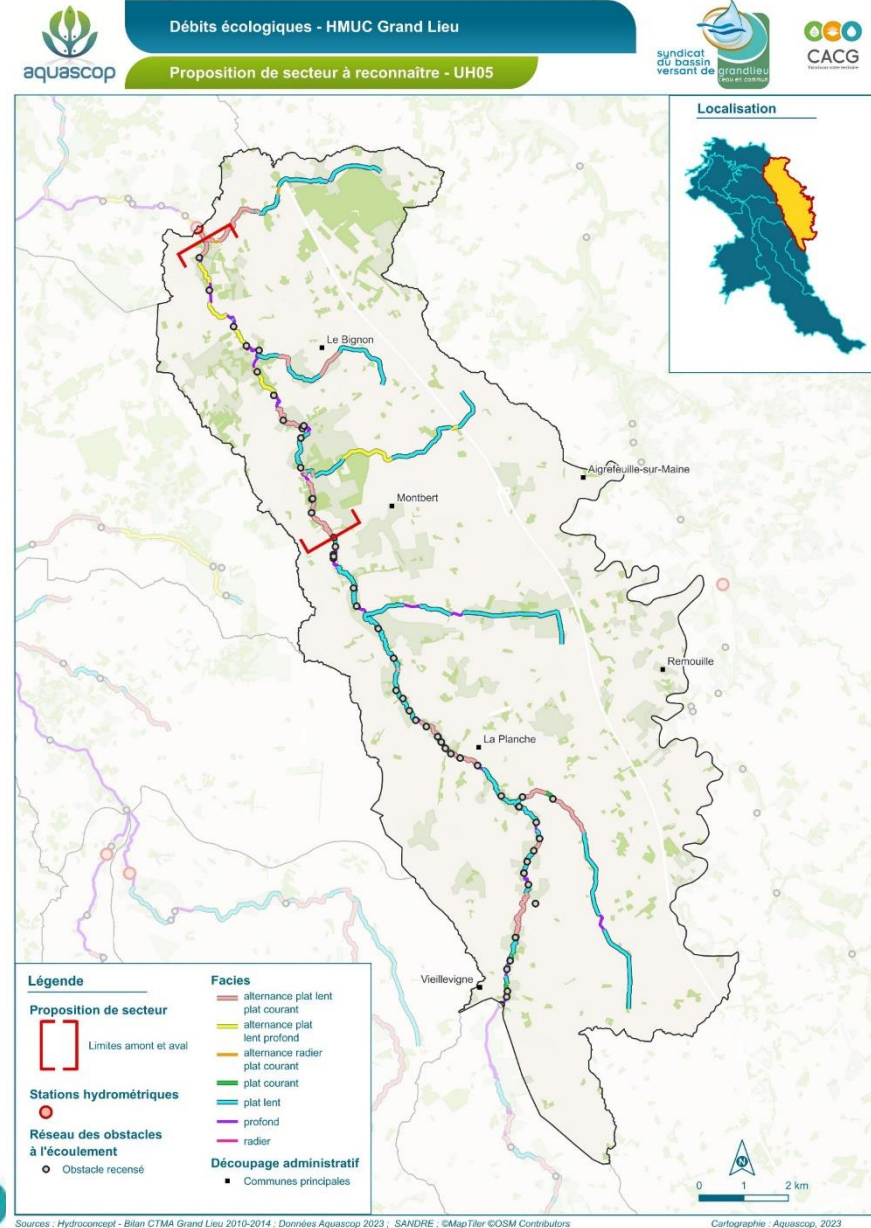 Débits écologiques - HMUC Grand Lieu
aquascop
Proposition de secteur à reconnaître - UH05
syndicat
du bassin
versant de
grandlieu
l'eau en commun
CACG
Localisation
Le Bignon
Aigrefeuille-sur-Maine
Montbert
Remouille
La Planche
Vieillevigne
Légende
Proposition de secteur
Limites amont et aval
Stations hydrométriques
Réseau des obstacles
à l'écoulement
Obstacle recensé
Facies
alternance plat lent
plat courant
alternance plat
lent profond
alternance radier
plat courant
plat courant
plat lent
profond
radier
Découpage administratif
Communes principales
N
0 1 2 km
Sources : Hydroconcept - Bilan CTMA Grand Lieu 2010-2014 ; Données Aquascop 2023 ; SANDRE ; ©MapTiler ©OSM Contributors
Cartographie : Aquascop, 2023